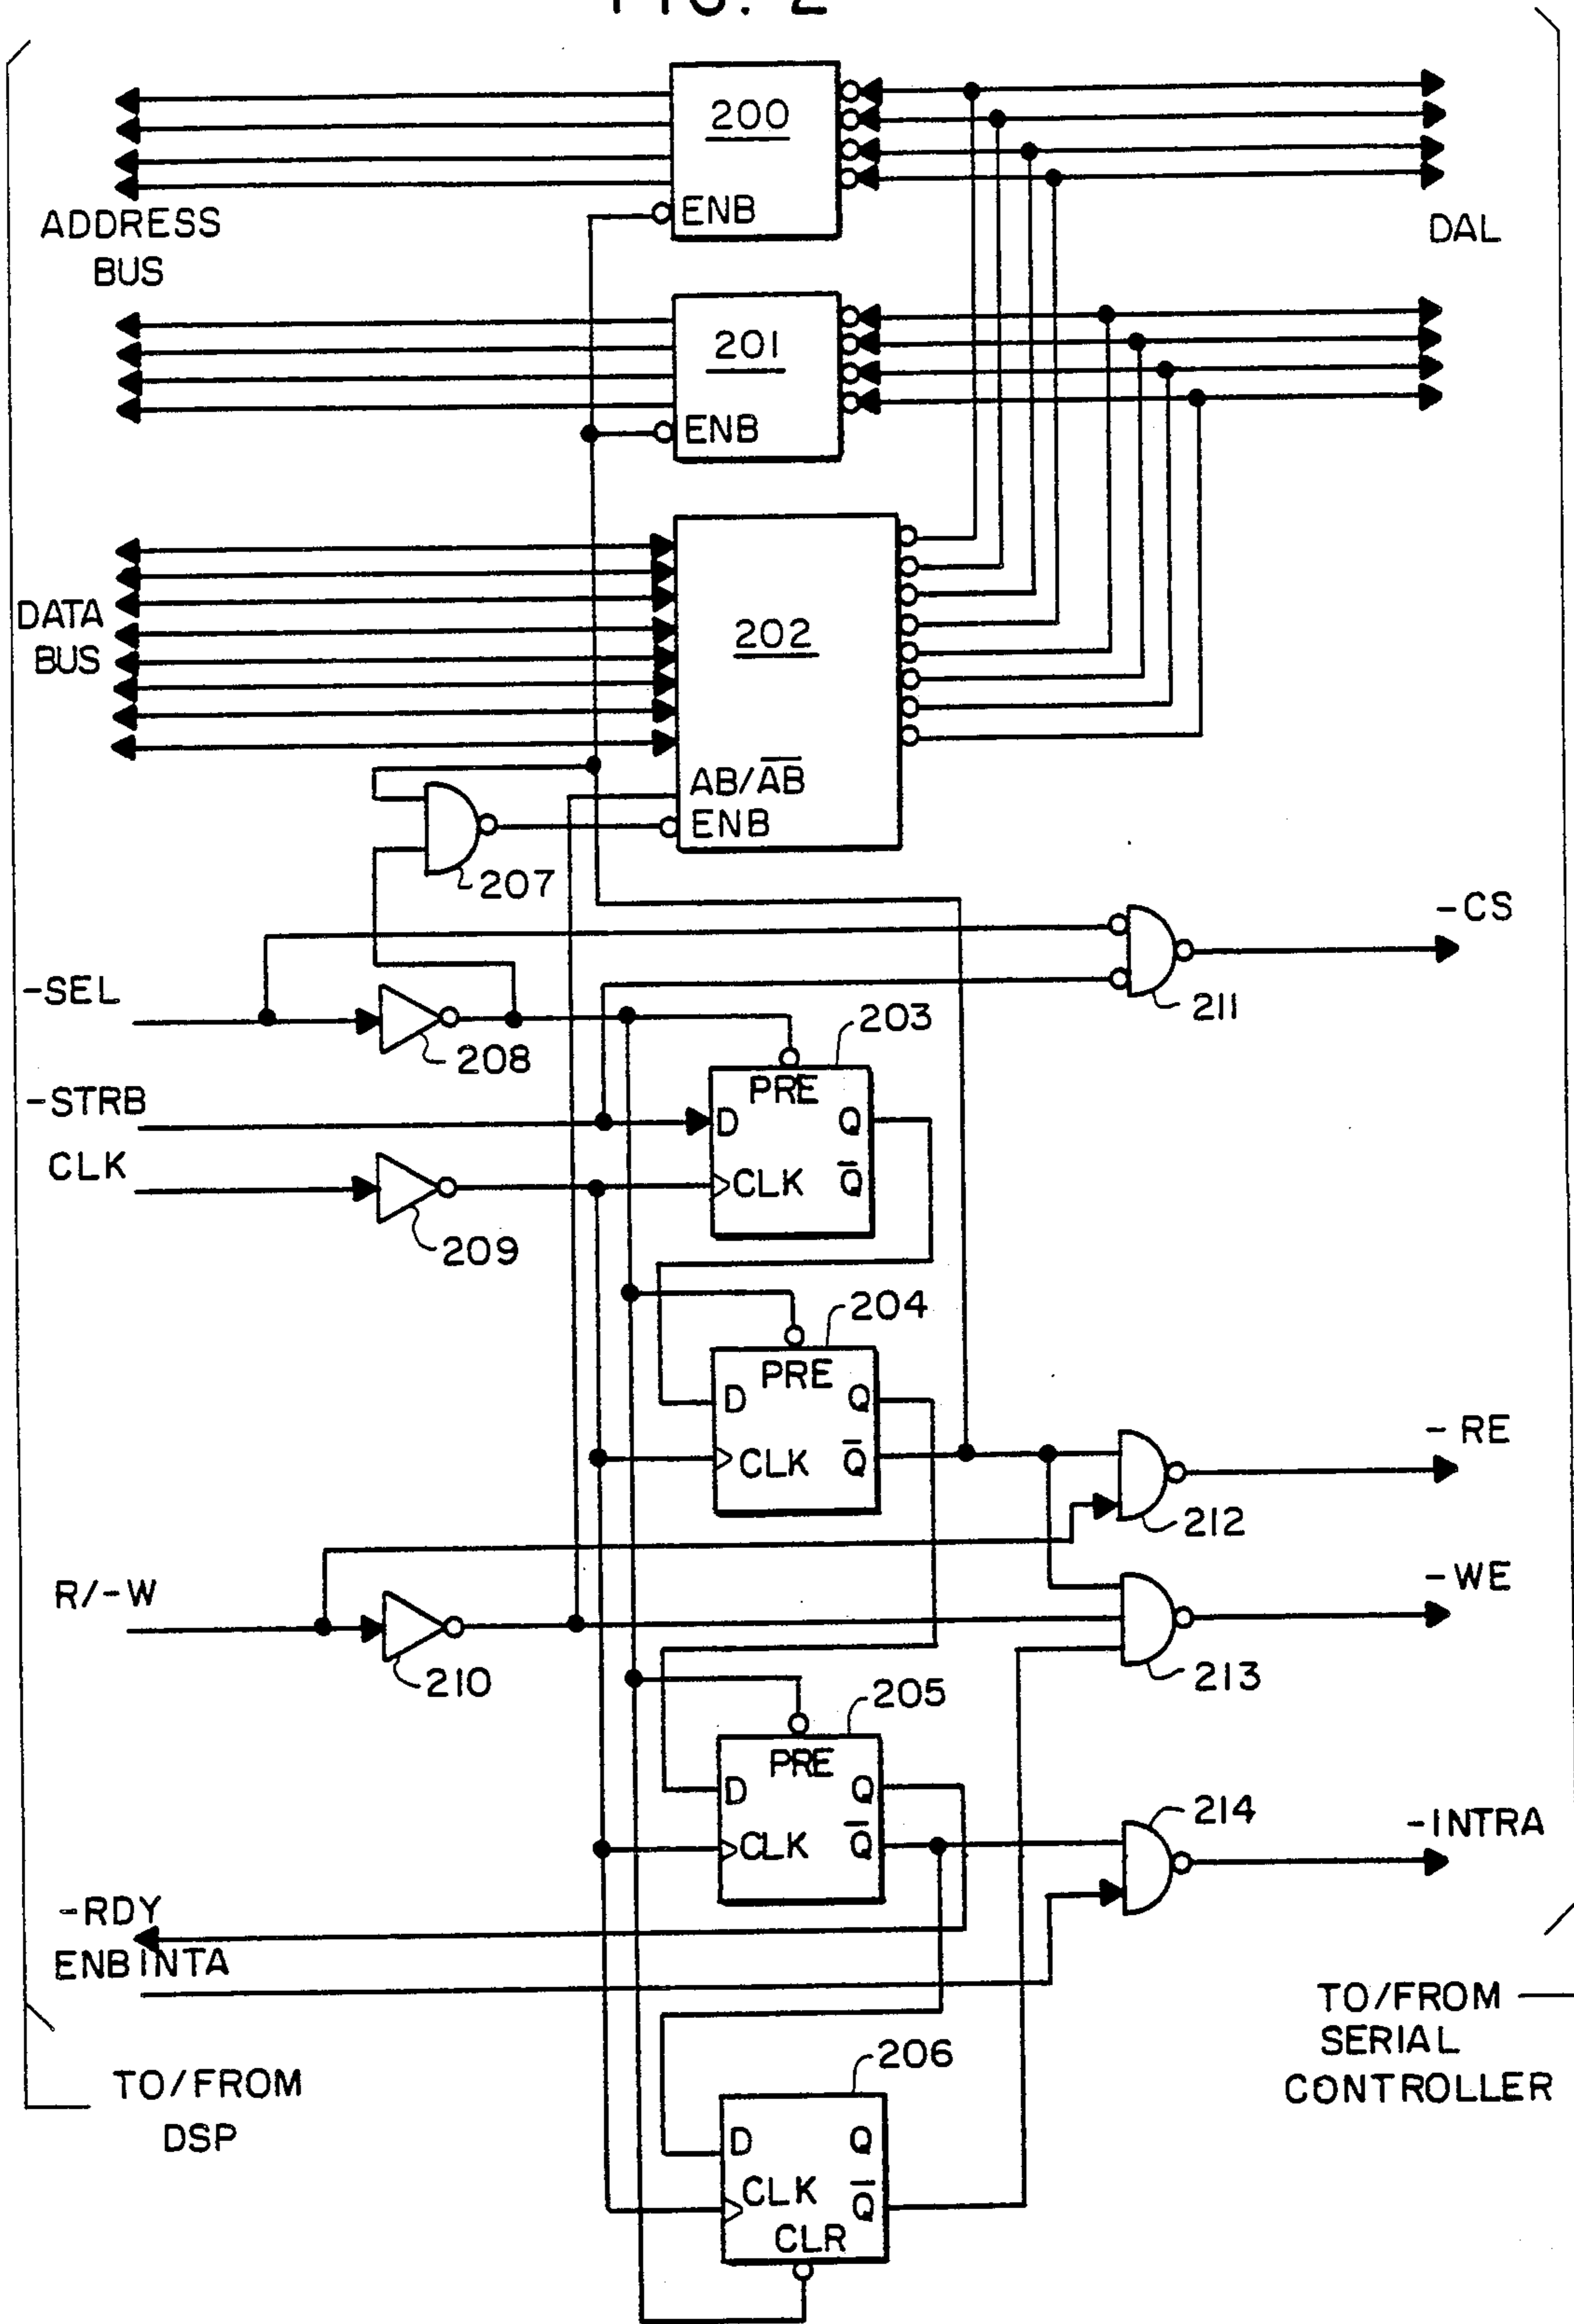 FIG. 2
200
ENB
ADDRESS
BUS
DAL
201
ENB
DATA
BUS
202
AB/A̅B̅
ENB
207
-CS
-SEL
208
211
203
-STRB
PRE
D Q
CLK
CLK Q̅
209
204
PRE
D Q
CLK Q̅
-RE
212
R/-W
-WE
210
213
205
PRE
D Q
CLK Q̅
214
-INTRA
-RDY
ENBINTA
TO/FROM
SERIAL
CONTROLLER
206
TO/FROM
DSP
D Q
CLK Q̅
CLR